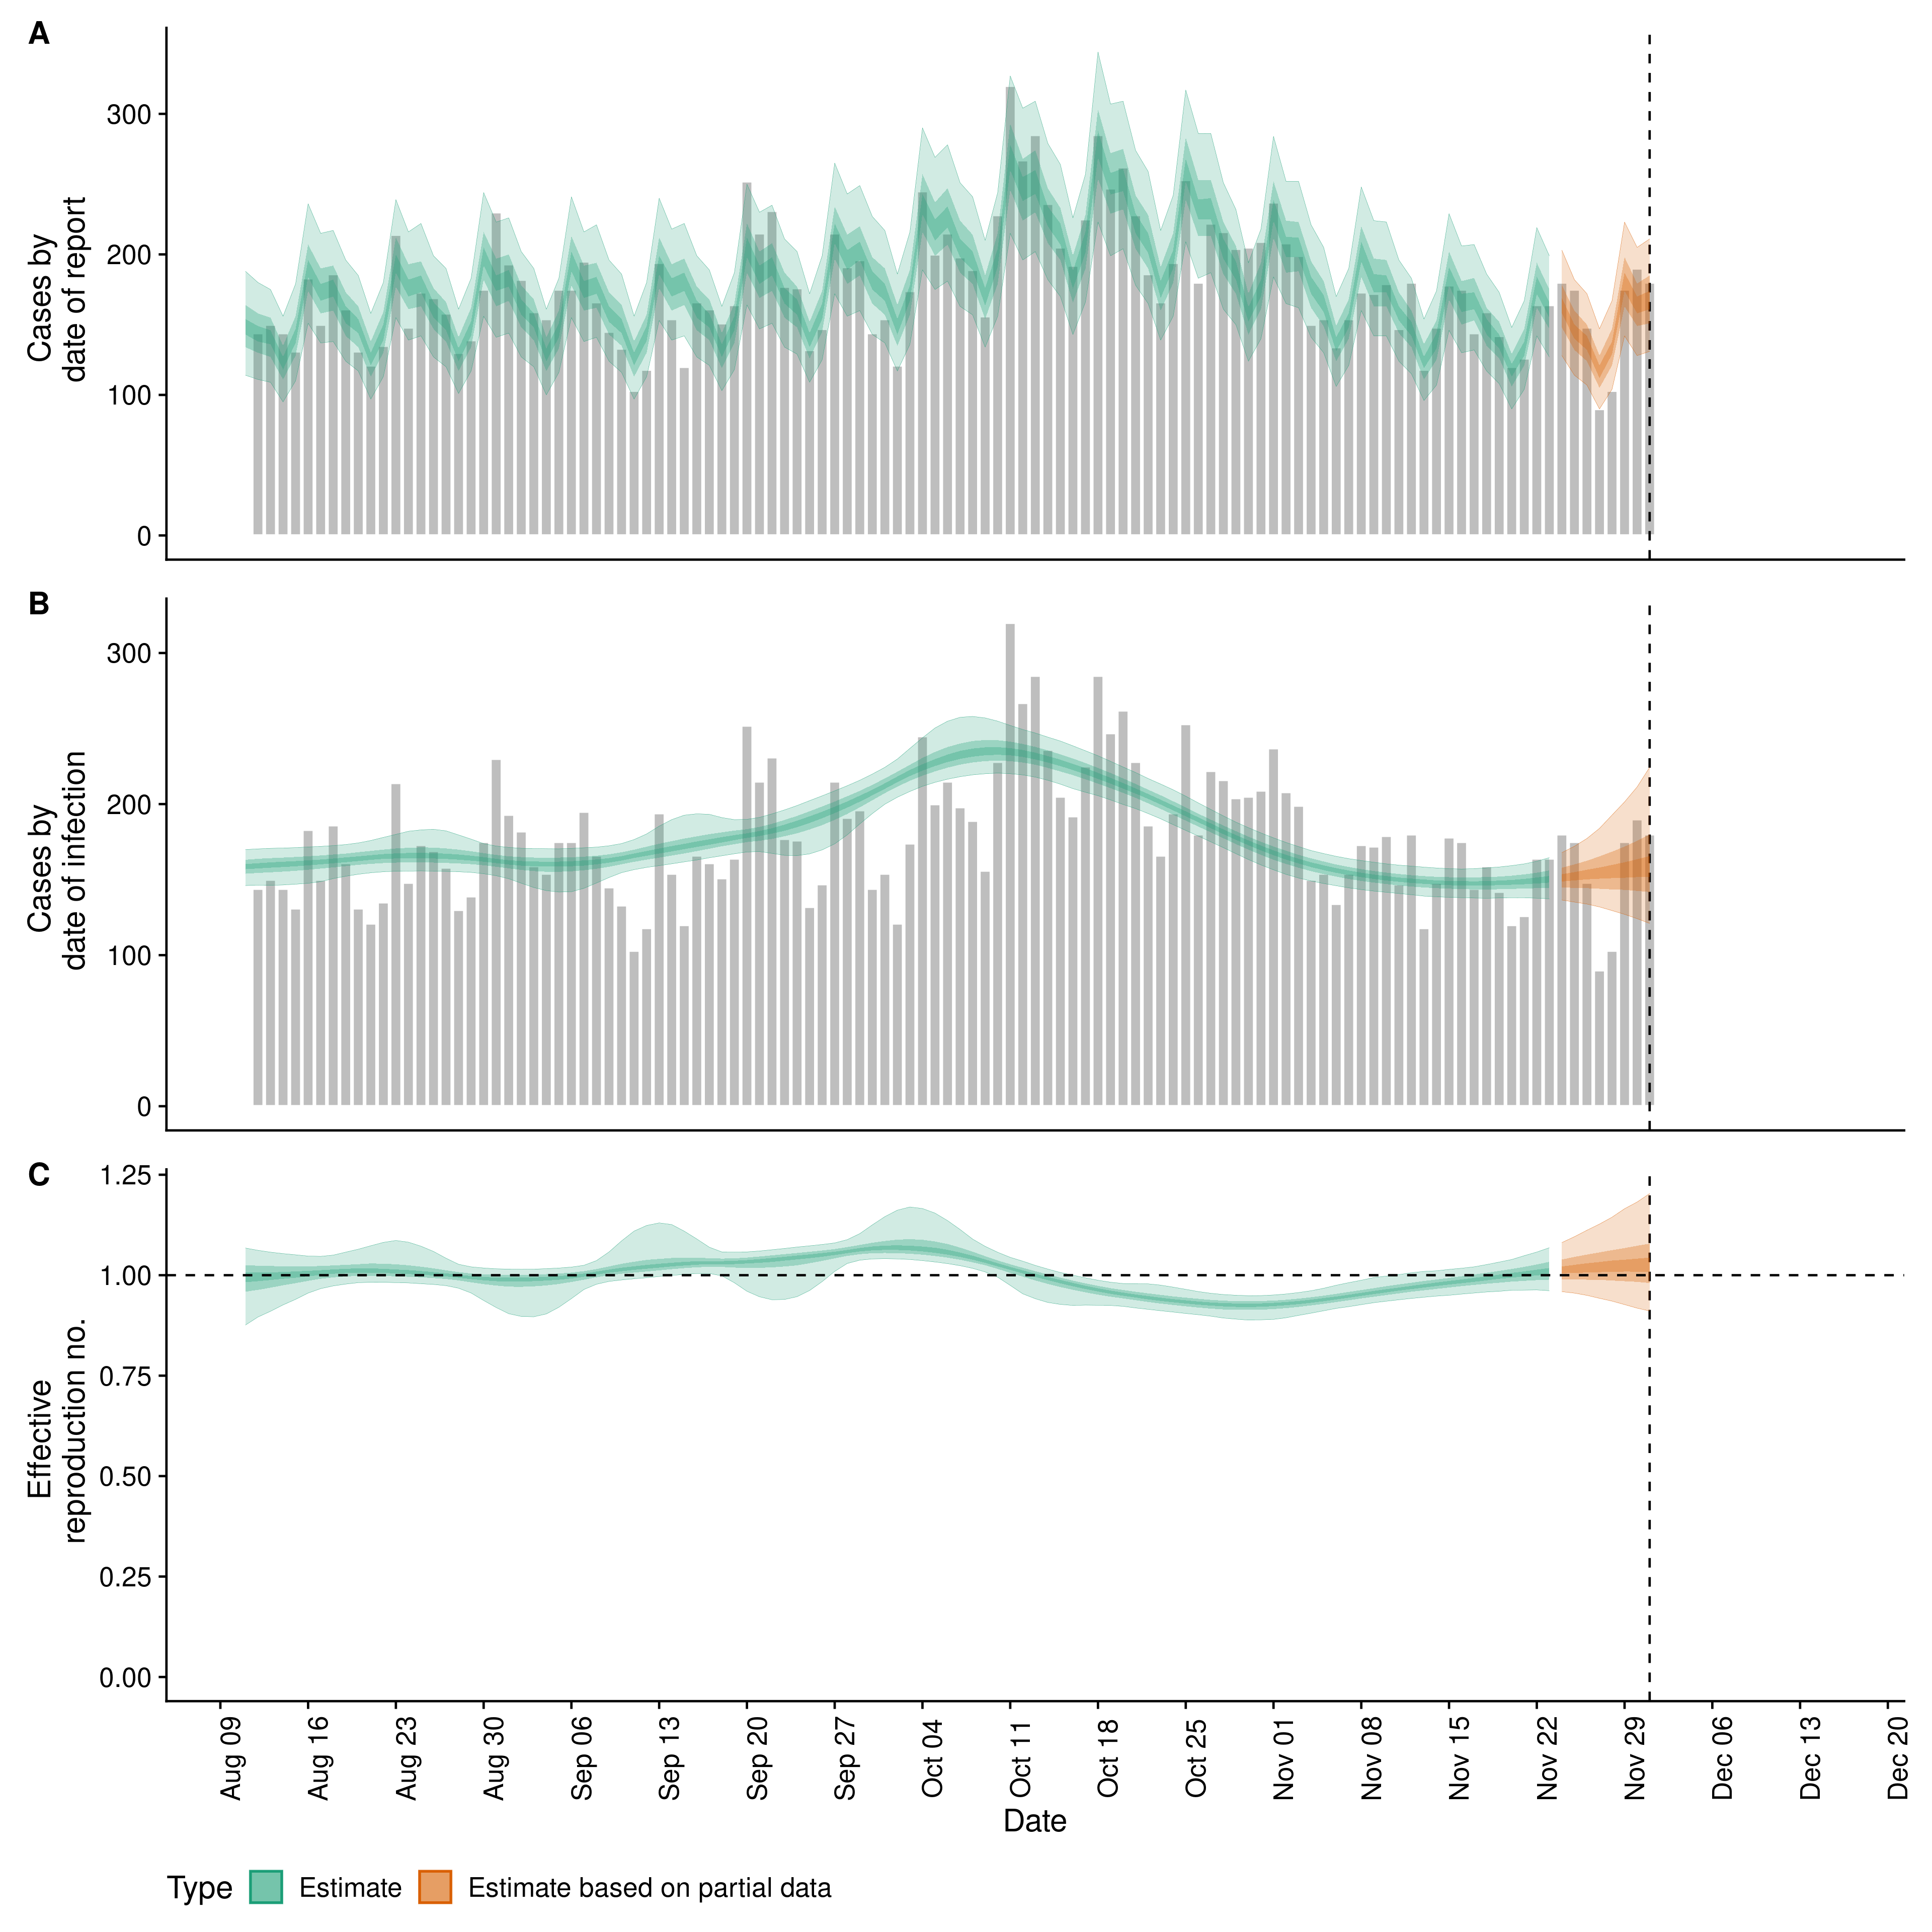 A
Cases by
date of report
300
200
100
0
B
Cases by
date of infection
300
200
100
0
C
Effective
reproduction no.
1.25
1.00
0.75
0.50
0.25
0.00
Aug 09
Aug 16
Aug 23
Aug 30
Sep 06
Sep 13
Sep 20
Sep 27
Oct 04
Oct 11
Oct 18
Oct 25
Nov 01
Nov 08
Nov 15
Nov 22
Nov 29
Dec 06
Dec 13
Dec 20
Date
Type Estimate Estimate based on partial data